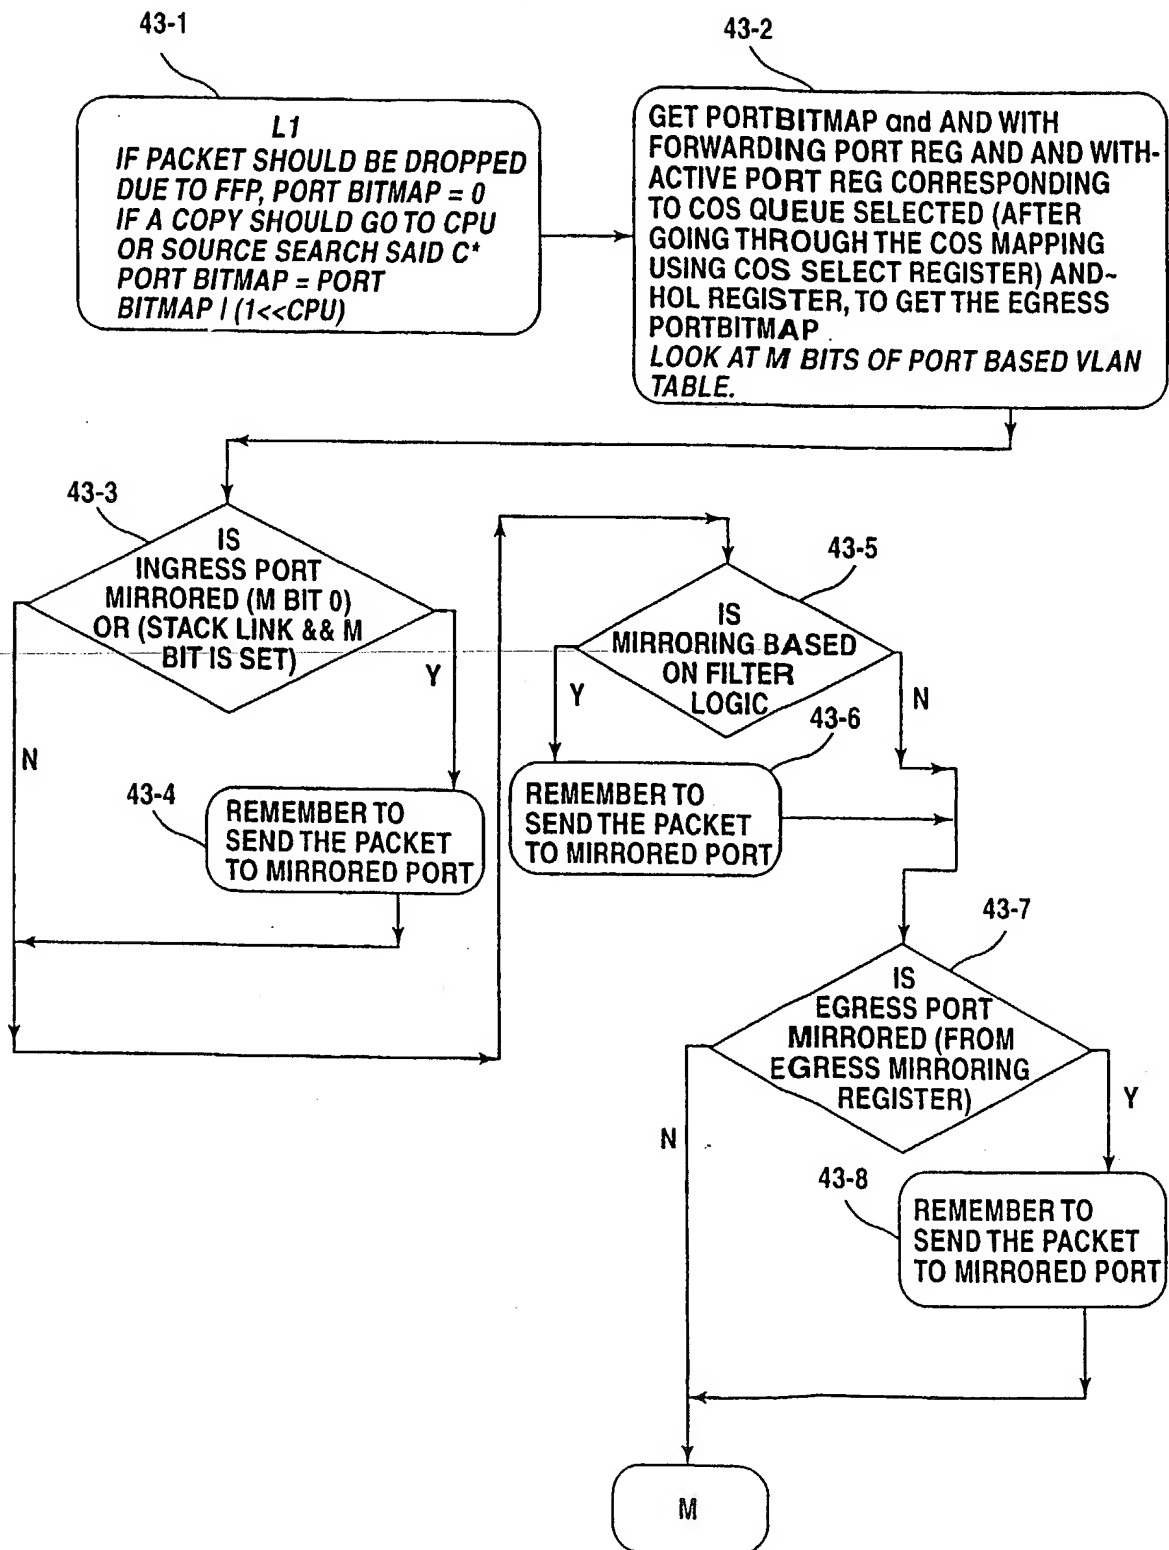 43-1
L1
IF PACKET SHOULD BE DROPPED
DUE TO FFP, PORT BITMAP = 0
IF A COPY SHOULD GO TO CPU
OR SOURCE SEARCH SAID C*
PORT BITMAP = PORT
BITMAP | (1<<CPU)
43-2
GET PORTBITMAP and AND WITH
FORWARDING PORT REG AND AND WITH-
ACTIVE PORT REG CORRESPONDING
TO COS QUEUE SELECTED (AFTER
GOING THROUGH THE COS MAPPING
USING COS SELECT REGISTER) AND~
HOL REGISTER, TO GET THE EGRESS
PORTBITMAP
LOOK AT M BITS OF PORT BASED VLAN
TABLE.
43-3
IS
INGRESS PORT
MIRRORED (M BIT 0)
OR (STACK LINK && M
BIT IS SET)
Y
N
43-4
REMEMBER TO
SEND THE PACKET
TO MIRRORED PORT
43-5
IS
MIRRORING BASED
ON FILTER
LOGIC
Y
N
43-6
REMEMBER TO
SEND THE PACKET
TO MIRRORED PORT
43-7
IS
EGRESS PORT
MIRRORED (FROM
EGRESS MIRRORING
REGISTER)
N
Y
43-8
REMEMBER TO
SEND THE PACKET
TO MIRRORED PORT
M